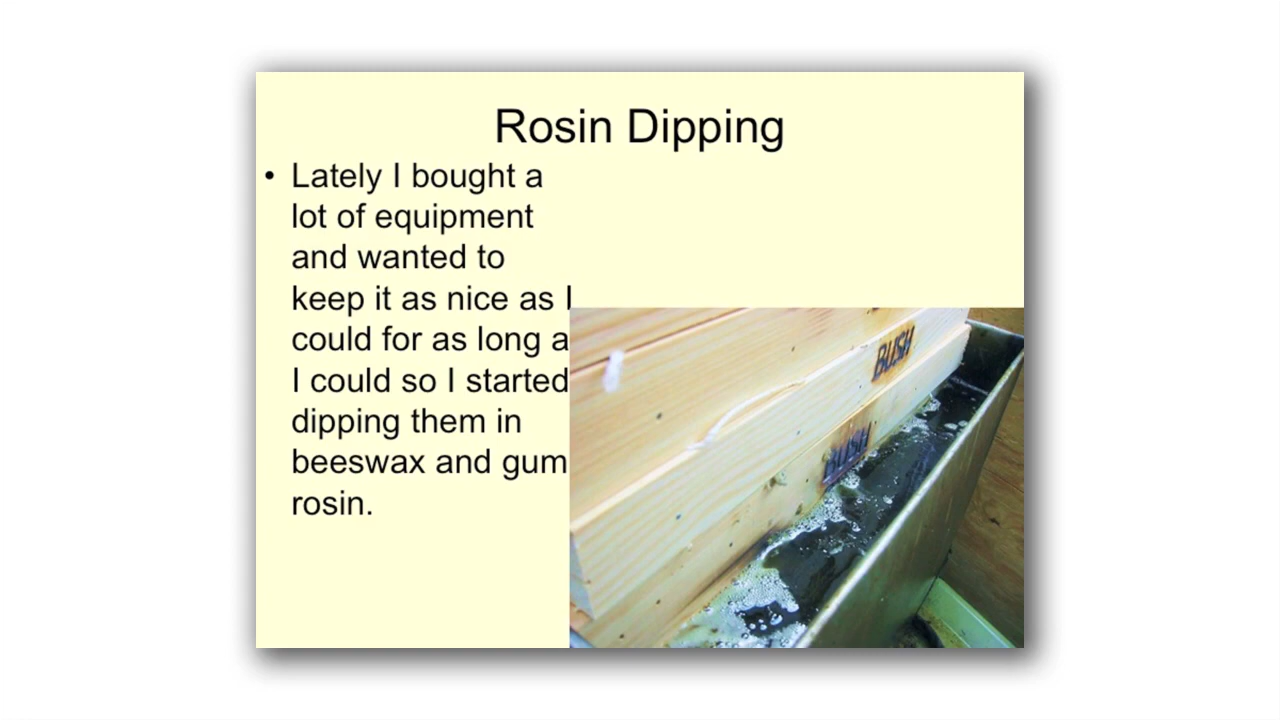 Rosin Dipping
• Lately I bought a
lot of equipment
and wanted to
keep it as nice as I
could for as long a
I could so I started
dipping them in
beeswax and gum
rosin.
BUSH
BUSH